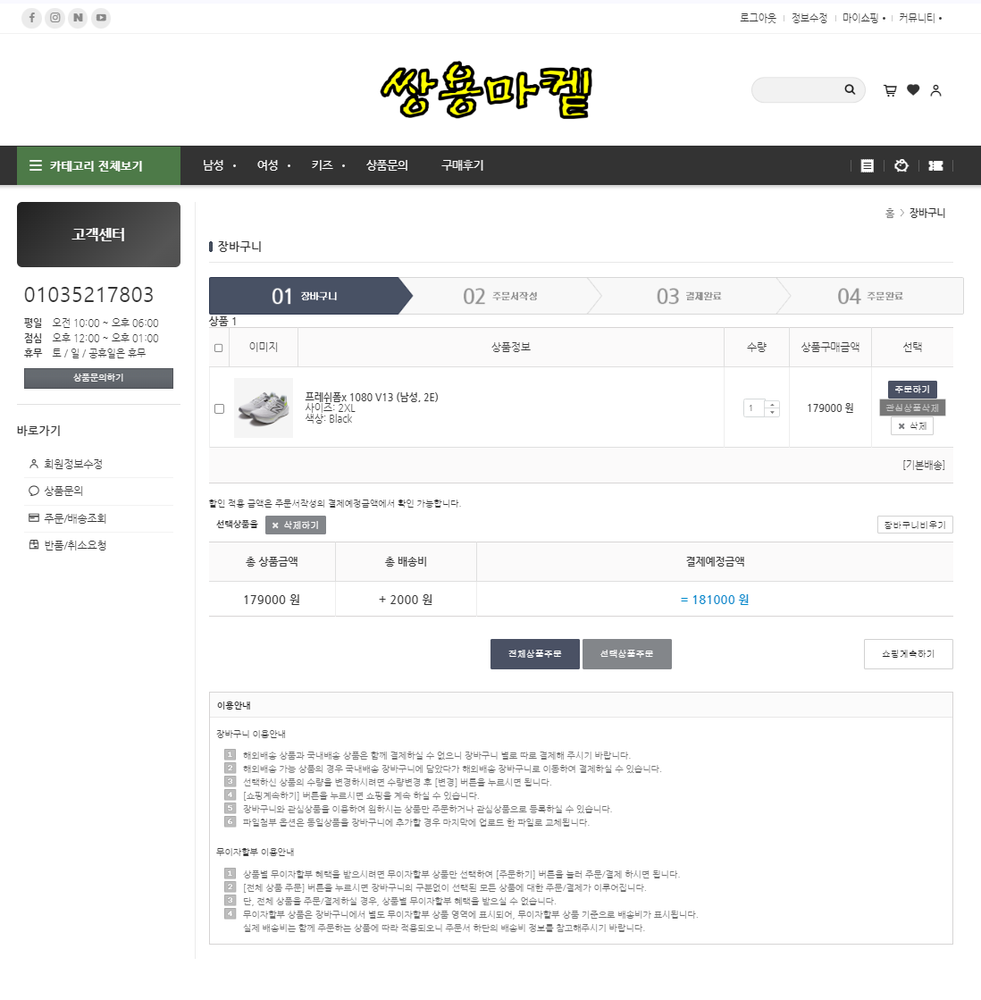 로그아웃 정보수정 마이쇼핑 • 커뮤니티 •
쌍용마켙
카테고리 전체보기 남성 • 여성 • 키즈 • 상품문의 구매후기
고객센터
01035217803
평일 오전 10:00 ~ 오후 06:00
점심 오후 12:00 ~ 오후 01:00
휴무 토 / 일 / 공휴일은 휴무
상품문의하기
바로가기
회원정보수정
상품문의
주문/배송조회
반품/취소요청
홈 > 장바구니
장바구니
01 장바구니 02 주문서작성 03 결제완료 04 주문완료
상품 1
이미지 상품정보 수량 상품구매금액 선택
프레쉬폼x 1080 V13 (남성, 2E)
사이즈: 2XL
색상: Black
1
179000 원
주문하기
관심상품삭제
삭제
[기본배송]
할인 적용 금액은 주문서작성의 결제예정금액에서 확인 가능합니다.
선택상품을 삭제하기 장바구니비우기
총 상품금액 총 배송비 결제예정금액
179000 원 + 2000 원 = 181000 원
전체상품주문 선택상품주문 쇼핑계속하기
이용안내
장바구니 이용안내
1 해외배송 상품과 국내배송 상품은 함께 결제하실 수 없으니 장바구니 별로 따로 결제해 주시기 바랍니다.
2 해외배송 가능 상품의 경우 국내배송 장바구니에 담았다가 해외배송 장바구니로 이동하여 결제하실 수 있습니다.
3 선택하신 상품의 수량을 변경하시려면 수량변경 후 [변경] 버튼을 누르시면 됩니다.
4 [쇼핑계속하기] 버튼을 누르시면 쇼핑을 계속 하실 수 있습니다.
5 장바구니와 관심상품을 이용하여 원하시는 상품만 주문하거나 관심상품으로 등록하실 수 있습니다.
6 파일첨부 옵션은 동일상품을 장바구니에 추가할 경우 마지막에 업로드 한 파일로 교체됩니다.
무이자할부 이용안내
1 상품별 무이자할부 혜택을 받으시려면 무이자할부 상품만 선택하여 [주문하기] 버튼을 눌러 주문/결제 하시면 됩니다.
2 [전체 상품 주문] 버튼을 누르시면 장바구니의 구분없이 선택된 모든 상품에 대한 주문/결제가 이루어집니다.
3 단, 전체 상품을 주문/결제하실 경우, 상품별 무이자할부 혜택을 받으실 수 없습니다.
4 무이자할부 상품은 장바구니에서 별도 무이자할부 상품 영역에 표시되어, 무이자할부 상품 기준으로 배송비가 표시됩니다.
실제 배송비는 함께 주문하는 상품에 따라 적용되오니 주문서 하단의 배송비 정보를 참고해주시기 바랍니다.